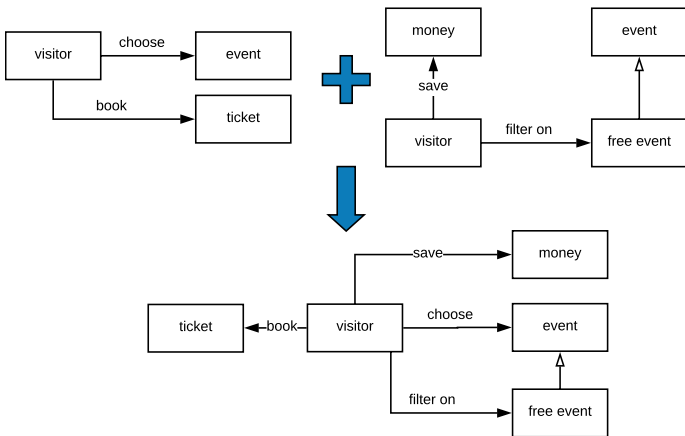 visitor
choose
event
book
ticket
money
save
visitor
filter on
free event
event
save
money
ticket
book
visitor
choose
event
filter on
free event